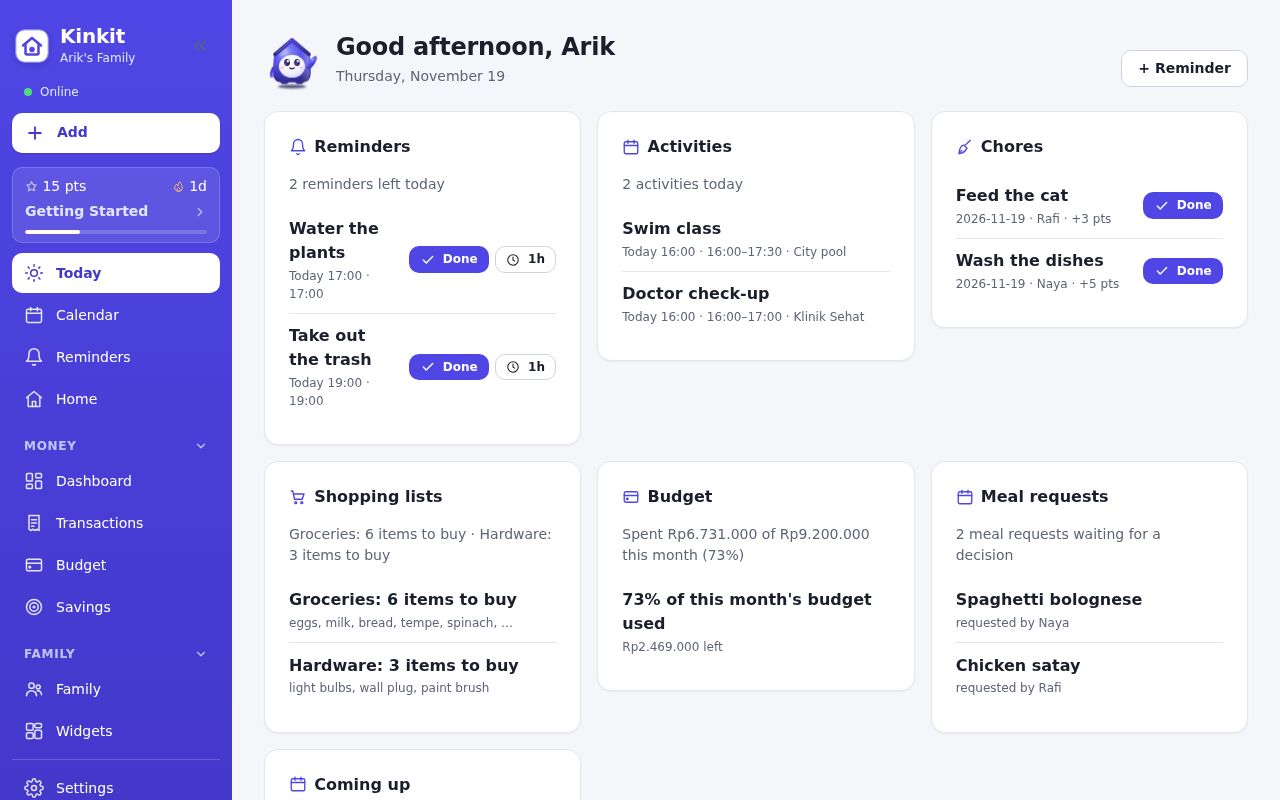 Kinkit
Arik's Family
Online
Add
15 pts
1d
Getting Started
Today
Calendar
Reminders
Home
MONEY
Dashboard
Transactions
Budget
Savings
FAMILY
Family
Widgets
Settings
Good afternoon, Arik
Thursday, November 19
+ Reminder
Reminders
2 reminders left today
Water the
plants
Today 17:00 ·
17:00
Done
1h
Take out
the trash
Today 19:00 ·
19:00
Done
1h
Activities
2 activities today
Swim class
Today 16:00 · 16:00–17:30 · City pool
Doctor check-up
Today 16:00 · 16:00–17:00 · Klinik Sehat
Chores
Feed the cat
2026-11-19 · Rafi · +3 pts
Done
Wash the dishes
2026-11-19 · Naya · +5 pts
Done
Shopping lists
Groceries: 6 items to buy · Hardware:
3 items to buy
Groceries: 6 items to buy
eggs, milk, bread, tempe, spinach, …
Hardware: 3 items to buy
light bulbs, wall plug, paint brush
Budget
Spent Rp6.731.000 of Rp9.200.000
this month (73%)
73% of this month's budget
used
Rp2.469.000 left
Meal requests
2 meal requests waiting for a
decision
Spaghetti bolognese
requested by Naya
Chicken satay
requested by Rafi
Coming up